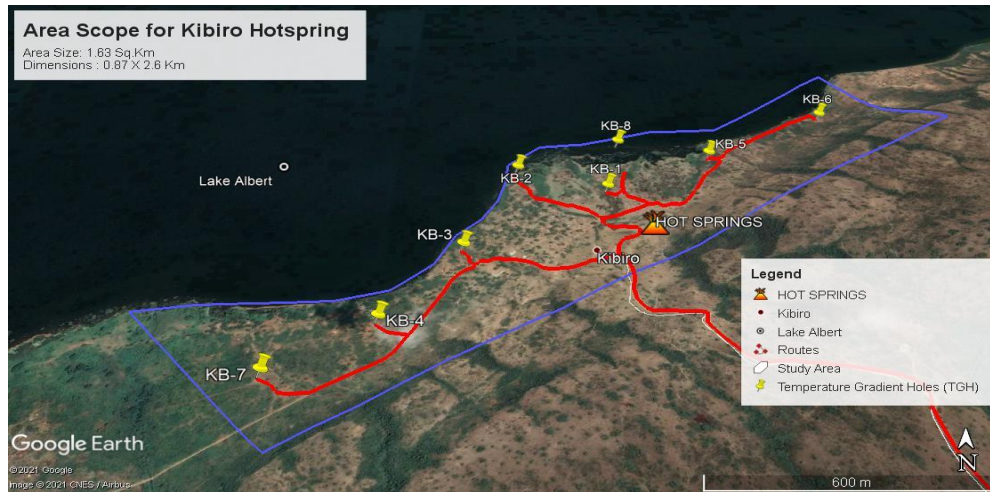 Area Scope for Kibiro Hotspring
Area Size: 1.63 Sq.Km
Dimensions : 0.87 X 2.6 Km
KB-6
KB-8
KB-5
KB-1
KB-2
Lake Albert
HOT SPRINGS
KB-3
Kibiro
KB-4
KB-7
Legend
HOT SPRINGS
Kibiro
Lake Albert
Routes
Study Area
Temperature Gradient Holes (TGH)
Google Earth
©2021 Google
Image © 2021 CNES / Airbus
600 m
N